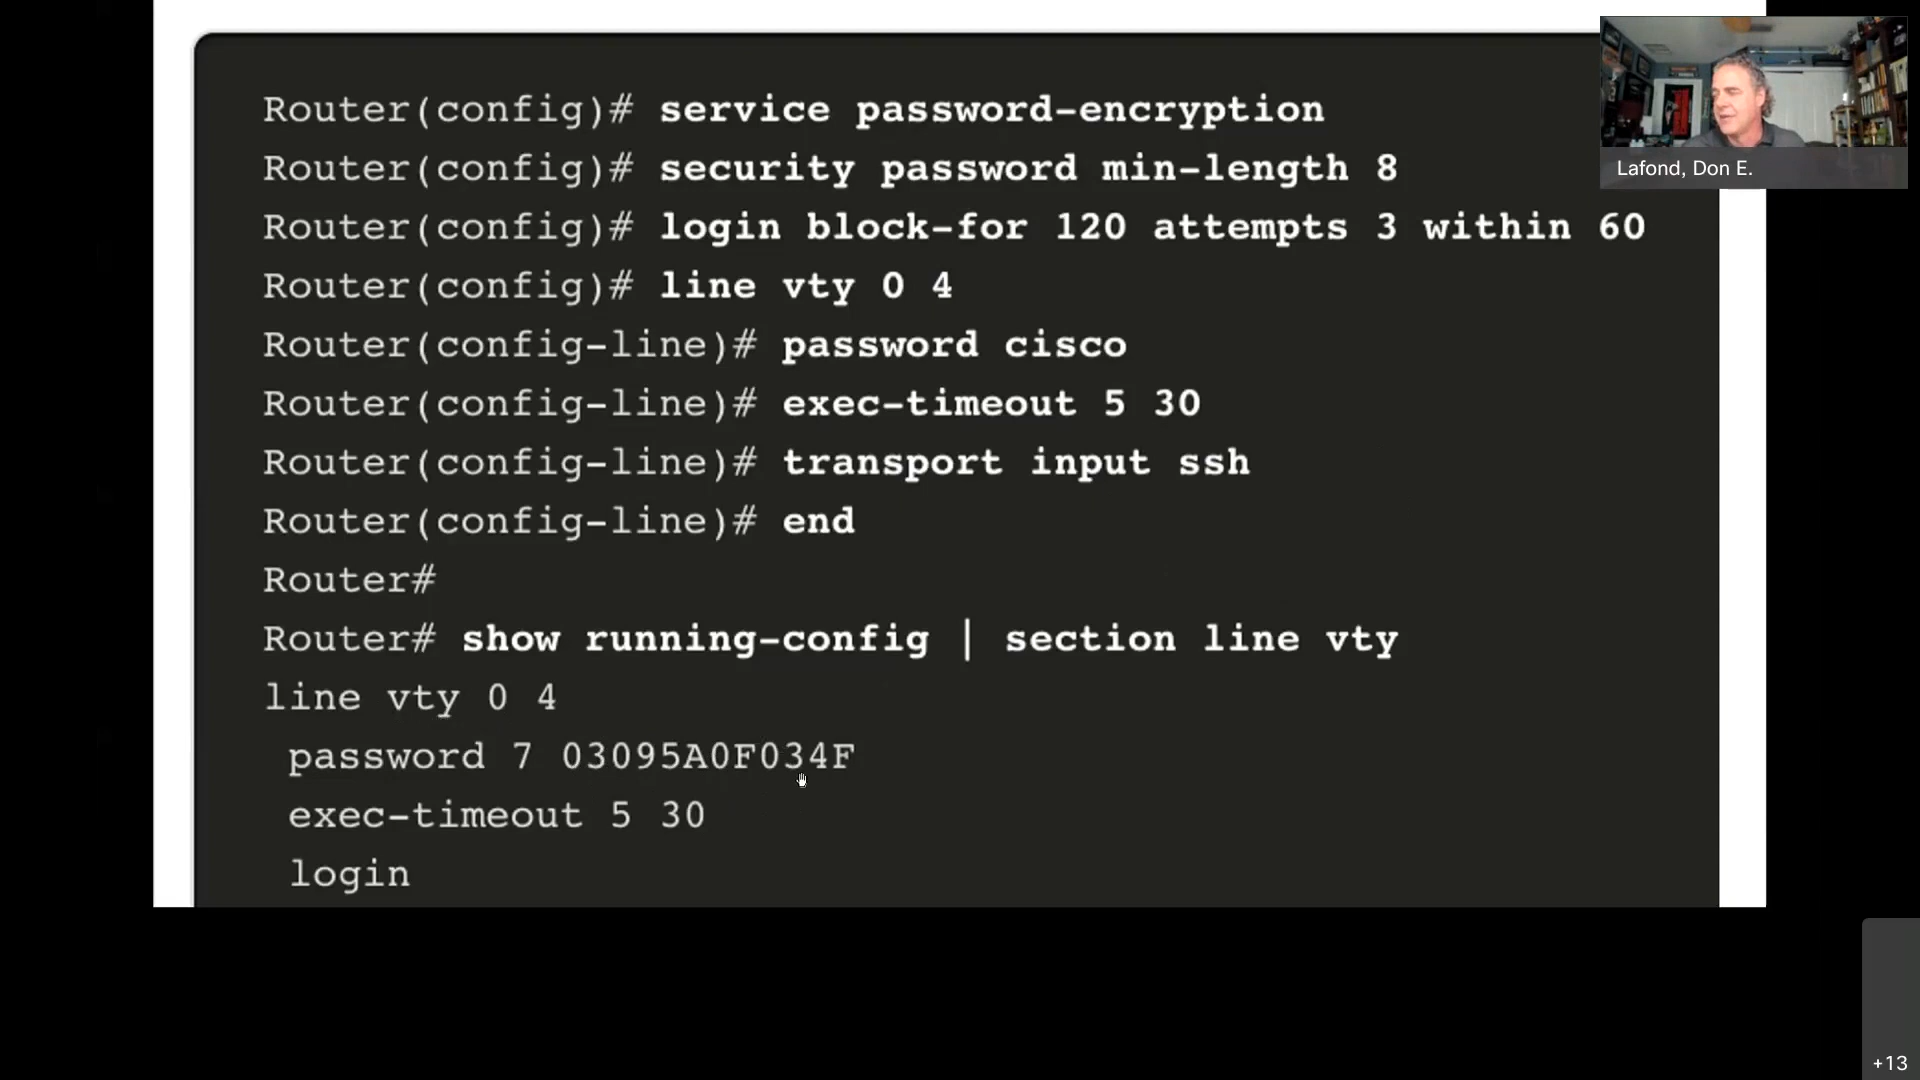 Router(config)# service password-encryption
Router(config)# security password min-length 8
Router(config)# login block-for 120 attempts 3 within 60
Router(config)# line vty 0 4
Router(config-line)# password cisco
Router(config-line)# exec-timeout 5 30
Router(config-line)# transport input ssh
Router(config-line)# end
Router#
Router# show running-config | section line vty
line vty 0 4
password 7 03095A0F034F
exec-timeout 5 30
login
Lafond, Don E.
+13